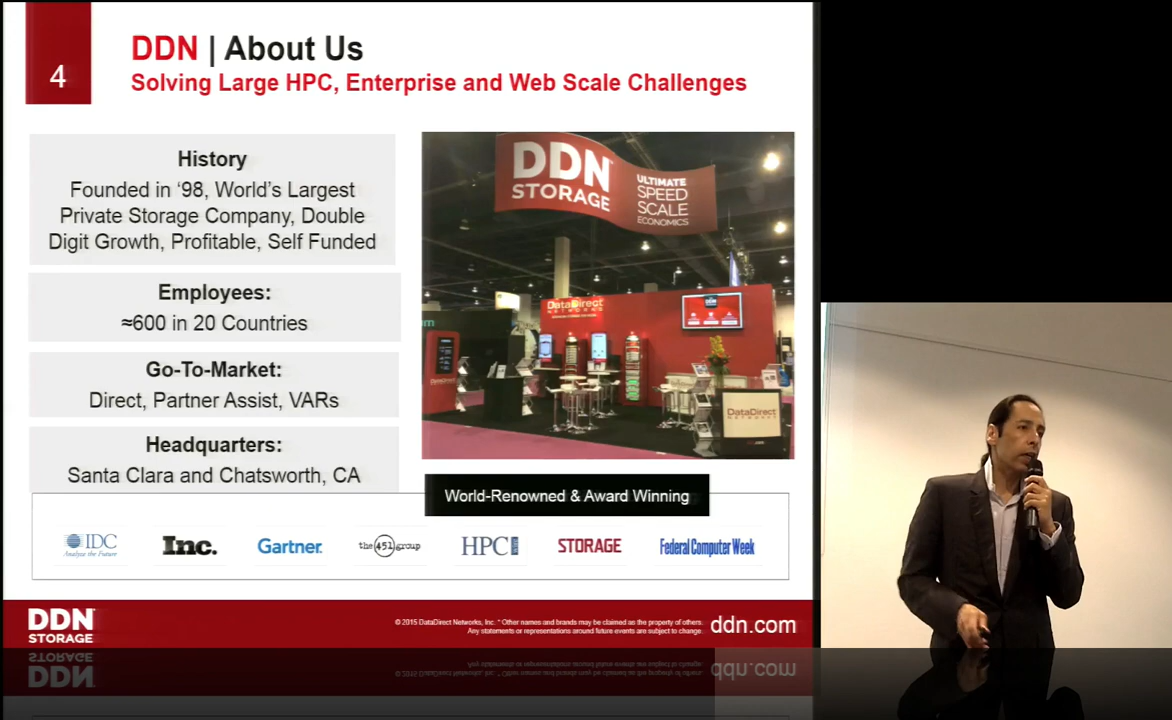 4
DDN | About Us
Solving Large HPC, Enterprise and Web Scale Challenges
History
Founded in ‘98, World’s Largest
Private Storage Company, Double
Digit Growth, Profitable, Self Funded
Employees:
≈600 in 20 Countries
Go-To-Market:
Direct, Partner Assist, VARs
Headquarters:
Santa Clara and Chatsworth, CA
DDN
STORAGE
ULTIMATE
SPEED
SCALE
ECONOMICS
DataDirect
NETWORKS
DataDirect
NETWORKS
World-Renowned & Award Winning
IDC
Analyze the Future
Inc.
Gartner.
the 451 group
HPC
STORAGE
Federal Computer Week
DDN
STORAGE
© 2015 DataDirect Networks, Inc. * Other names and brands may be claimed as the property of others.
Any statements or representations around future events are subject to change.
ddn.com